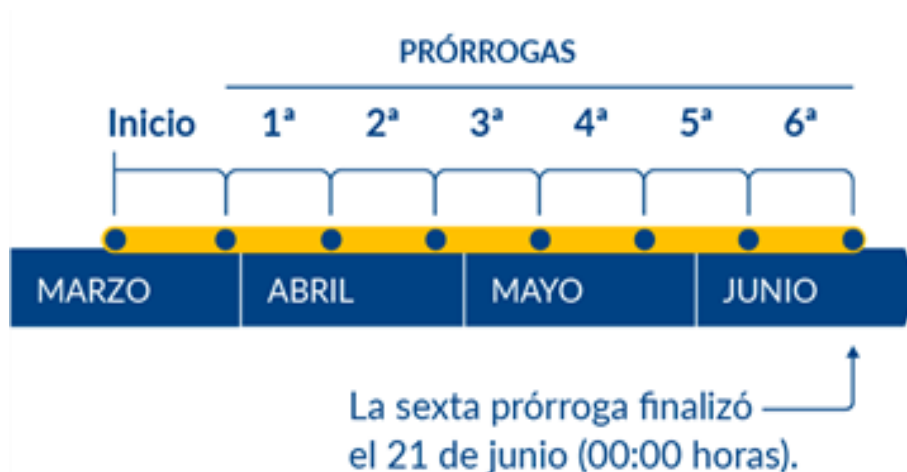 PRÓRROGAS
Inicio 1ª 2ª 3ª 4ª 5ª 6ª
MARZO ABRIL MAYO JUNIO
La sexta prórroga finalizó
el 21 de junio (00:00 horas).